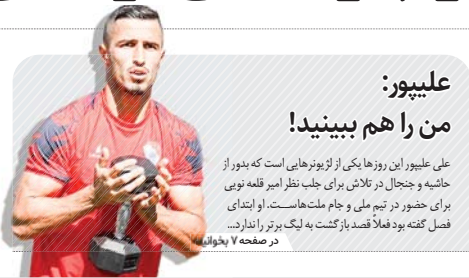 علیپور:
من را هم ببینید!
علی علیپور این روزها یکی از لژیونرهایی است که بدور از
حاشیه و جنجال در تلاش برای جلب نظر امیر قلعه نویی
برای حضور در تیم ملی و جام ملت‌هاســت. او ابتدای
فصل گفته بود فعلاً قصد بازگشت به لیگ برتر را ندارد...
در صفحه ۷ بخوانید